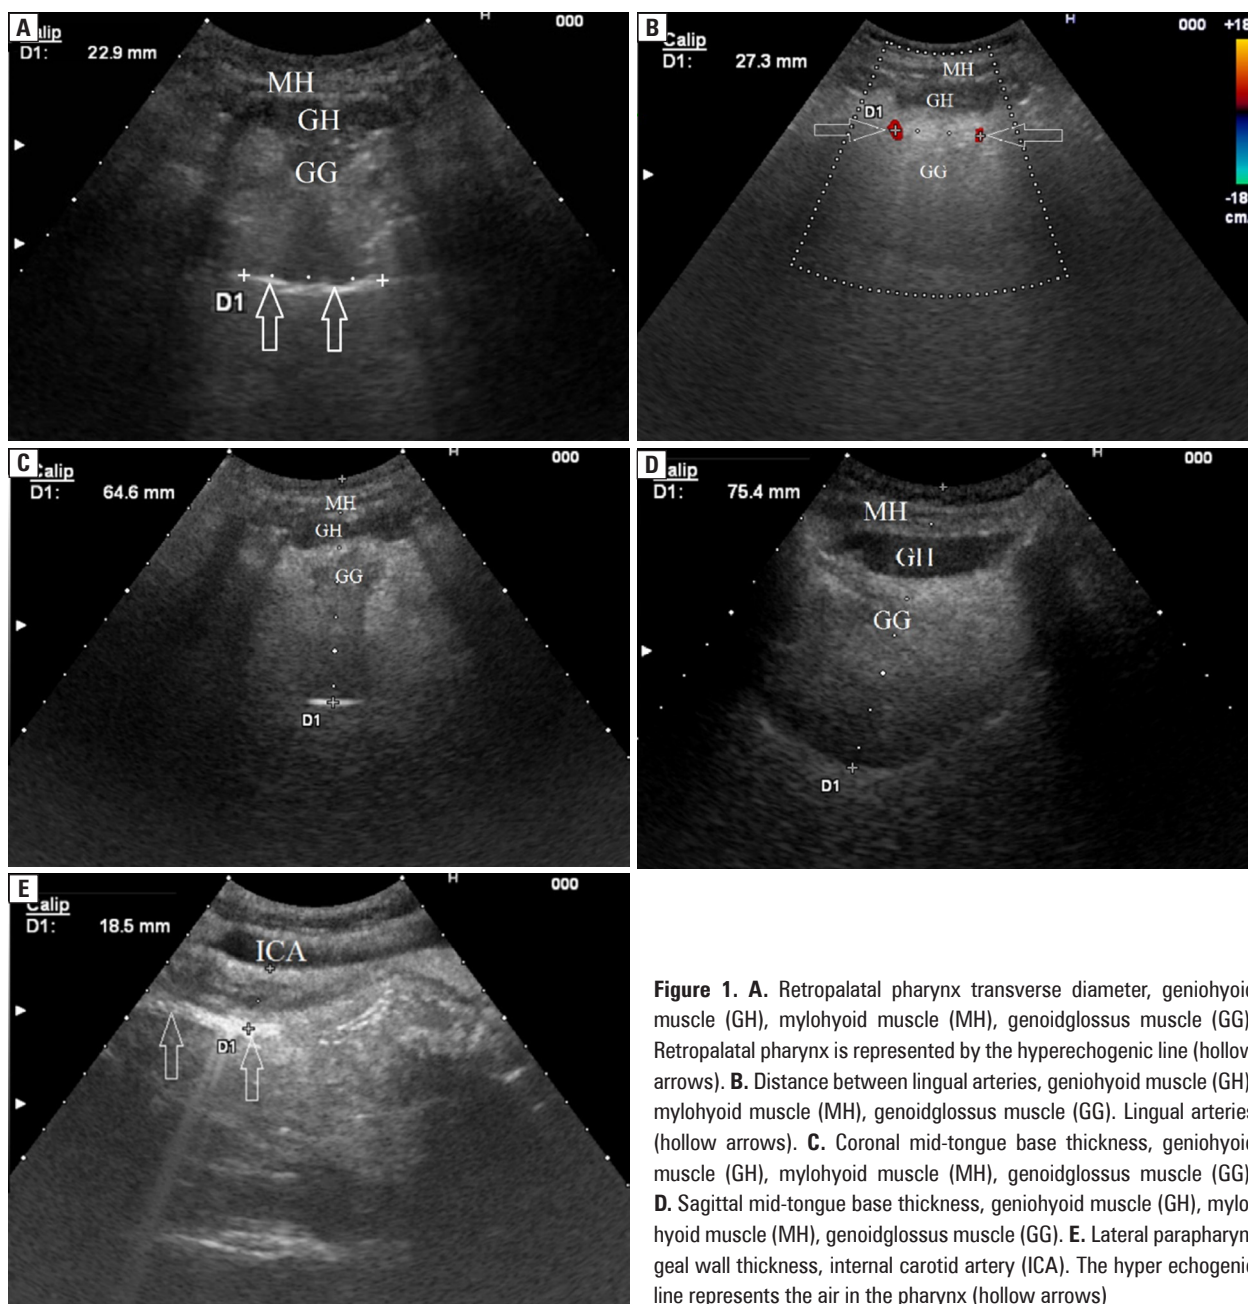 A
Calip
D1: 22.9 mm
H
000
MH
GH
GG
D1
B
Calip
D1: 27.3 mm
H
000
+18
MH
GH
D1
GG
-18
cm/
C
Calip
D1: 64.6 mm
H
000
MH
GH
GG
D1
D
Calip
D1: 75.4 mm
H
000
MH
GH
GG
D1
E
Calip
D1: 18.5 mm
H
000
ICA
D1
Figure 1. A. Retropalatal pharynx transverse diameter, geniohyoid
muscle (GH), mylohyoid muscle (MH), genoidglossus muscle (GG)
Retropalatal pharynx is represented by the hyperechogenic line (hollow
arrows). B. Distance between lingual arteries, geniohyoid muscle (GH)
mylohyoid muscle (MH), genoidglossus muscle (GG). Lingual arteries
(hollow arrows). C. Coronal mid-tongue base thickness, geniohyoid
muscle (GH), mylohyoid muscle (MH), genoidglossus muscle (GG)
D. Sagittal mid-tongue base thickness, geniohyoid muscle (GH), mylo
hyoid muscle (MH), genoidglossus muscle (GG). E. Lateral parapharyn
geal wall thickness, internal carotid artery (ICA). The hyper echogenic
line represents the air in the pharynx (hollow arrows)